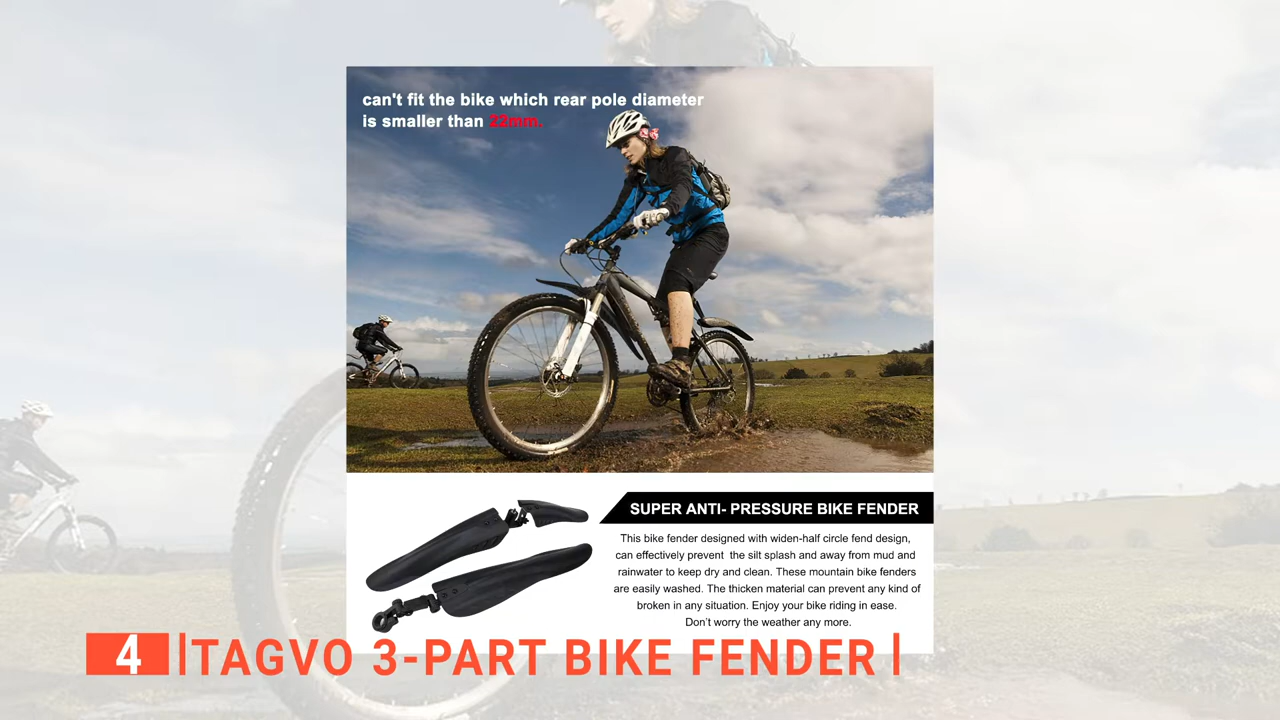 can't fit the bike which rear pole diameter
is smaller than 22mm.
SUPER ANTI- PRESSURE BIKE FENDER
This bike fender designed with widen-half circle fend design,
can effectively prevent the silt splash and away from mud and
rainwater to keep dry and clean. These mountain bike fenders
are easily washed. The thicken material can prevent any kind of
broken in any situation. Enjoy your bike riding in ease.
Don't worry the weather any more.
4 |TAGVO 3-PART BIKE FENDER|